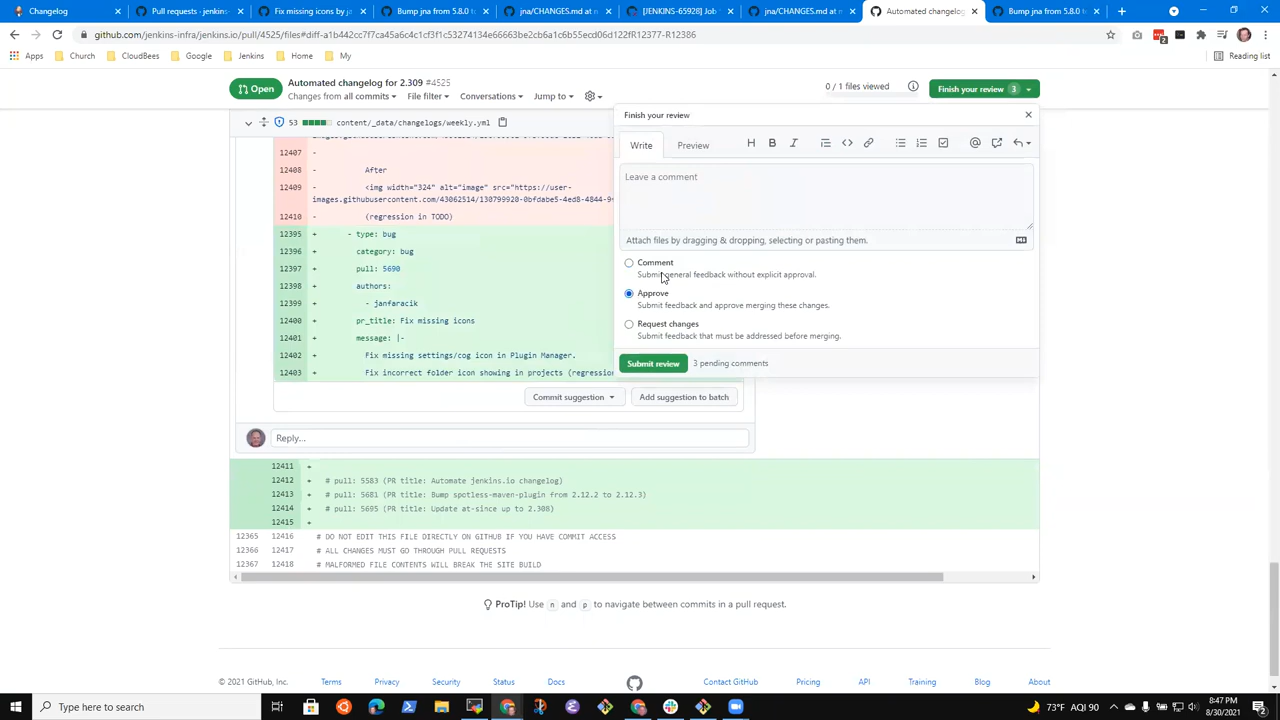 Changelog
Pull requests · jenkins-
Fix missing icons by ja
Bump jna from 5.8.0 t
jna/CHANGES.md at n
[JENKINS-65928] Job
jna/CHANGES.md at n
Automated changelog
Bump jna from 5.8.0 t
github.com/jenkins-infra/jenkins.io/pull/4525/files#diff-a1b442cc7f7ca45a6c4c1cf3f1c53274134e66663be2cb6a1c6b55ecd06d122fR12377-R12386
Apps
Church
CloudBees
Google
Jenkins
Home
My
Reading list
Open
Automated changelog for 2.309 #4525
Changes from all commits
File filter
Conversations
Jump to
0 / 1 files viewed
Finish your review 3
53 content/_data/changelogs/weekly.yml
Finish your review
Write
Preview
Leave a comment
Attach files by dragging & dropping, selecting or pasting them.
Comment
Submit general feedback without explicit approval.
Approve
Submit feedback and approve merging these changes.
Request changes
Submit feedback that must be addressed before merging.
Submit review
3 pending comments
12407 -
12408 - After
12409 - <img width="324" alt="image" src="https://user-
images.githubusercontent.com/43062514/130799920-0bfdabe5-4ed8-4844-9
12410 - (regression in TODO)
12395 + - type: bug
12396 + category: bug
12397 + pull: 5690
12398 + authors:
12399 + - janfaracik
12400 + pr_title: Fix missing icons
12401 + message: |-
12402 + Fix missing settings/cog icon in Plugin Manager.
12403 + Fix incorrect folder icon showing in projects (regression
Commit suggestion
Add suggestion to batch
Reply...
12411 +
12412 + # pull: 5583 (PR title: Automate jenkins.io changelog)
12413 + # pull: 5681 (PR title: Bump spotless-maven-plugin from 2.12.2 to 2.12.3)
12414 + # pull: 5695 (PR title: Update at-since up to 2.308)
12415 +
12365 12416 # DO NOT EDIT THIS FILE DIRECTLY ON GITHUB IF YOU HAVE COMMIT ACCESS
12366 12417 # ALL CHANGES MUST GO THROUGH PULL REQUESTS
12367 12418 # MALFORMED FILE CONTENTS WILL BREAK THE SITE BUILD
ProTip! Use n and p to navigate between commits in a pull request.
© 2021 GitHub, Inc.
Terms
Privacy
Security
Status
Docs
Contact GitHub
Pricing
API
Training
Blog
About
Type here to search
73°F AQI 90
8:47 PM
8/30/2021